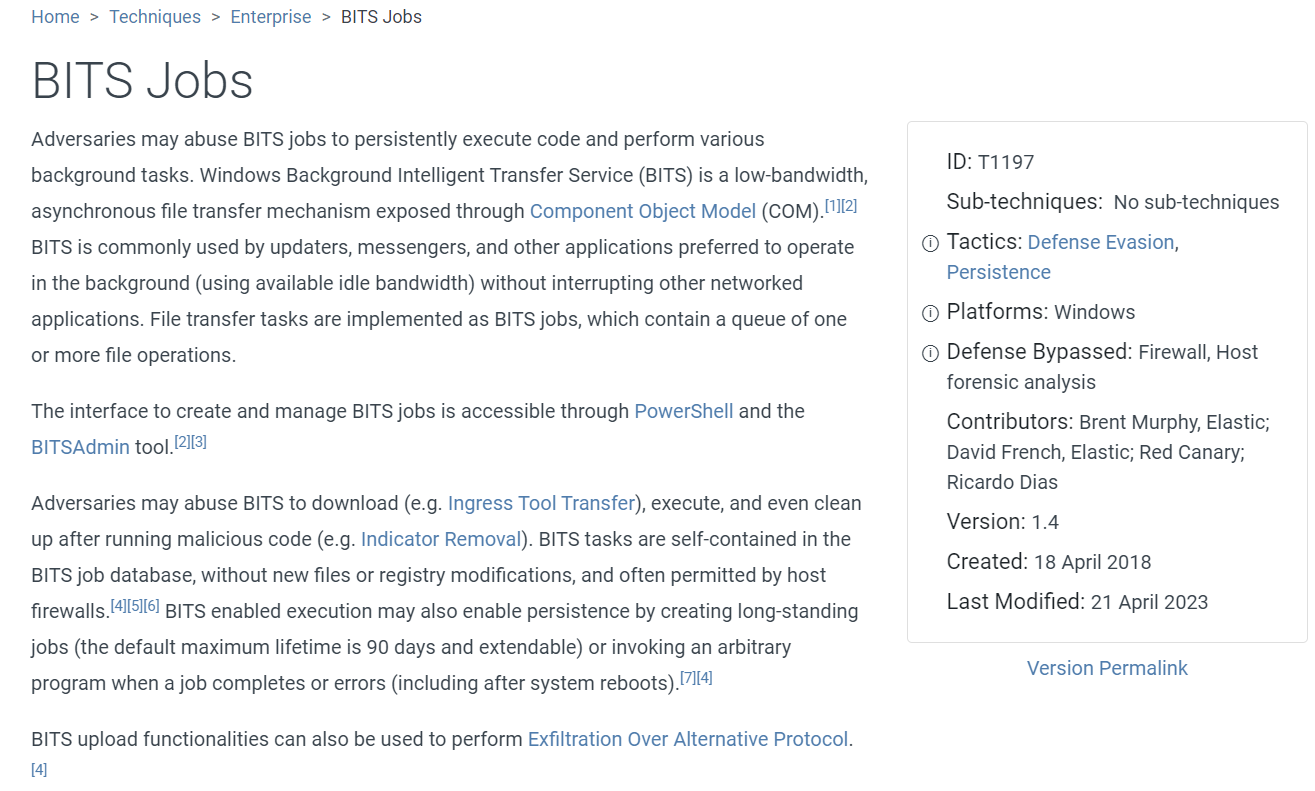 Home > Techniques > Enterprise > BITS Jobs
BITS Jobs
Adversaries may abuse BITS jobs to persistently execute code and perform various
background tasks. Windows Background Intelligent Transfer Service (BITS) is a low-bandwidth,
asynchronous file transfer mechanism exposed through Component Object Model (COM).[1][2]
BITS is commonly used by updaters, messengers, and other applications preferred to operate
in the background (using available idle bandwidth) without interrupting other networked
applications. File transfer tasks are implemented as BITS jobs, which contain a queue of one
or more file operations.
The interface to create and manage BITS jobs is accessible through PowerShell and the
BITSAdmin tool.[2][3]
Adversaries may abuse BITS to download (e.g. Ingress Tool Transfer), execute, and even clean
up after running malicious code (e.g. Indicator Removal). BITS tasks are self-contained in the
BITS job database, without new files or registry modifications, and often permitted by host
firewalls.[4][5][6] BITS enabled execution may also enable persistence by creating long-standing
jobs (the default maximum lifetime is 90 days and extendable) or invoking an arbitrary
program when a job completes or errors (including after system reboots).[7][4]
BITS upload functionalities can also be used to perform Exfiltration Over Alternative Protocol.
[4]
ID: T1197
Sub-techniques: No sub-techniques
Tactics: Defense Evasion,
Persistence
Platforms: Windows
Defense Bypassed: Firewall, Host
forensic analysis
Contributors: Brent Murphy, Elastic;
David French, Elastic; Red Canary;
Ricardo Dias
Version: 1.4
Created: 18 April 2018
Last Modified: 21 April 2023
Version Permalink